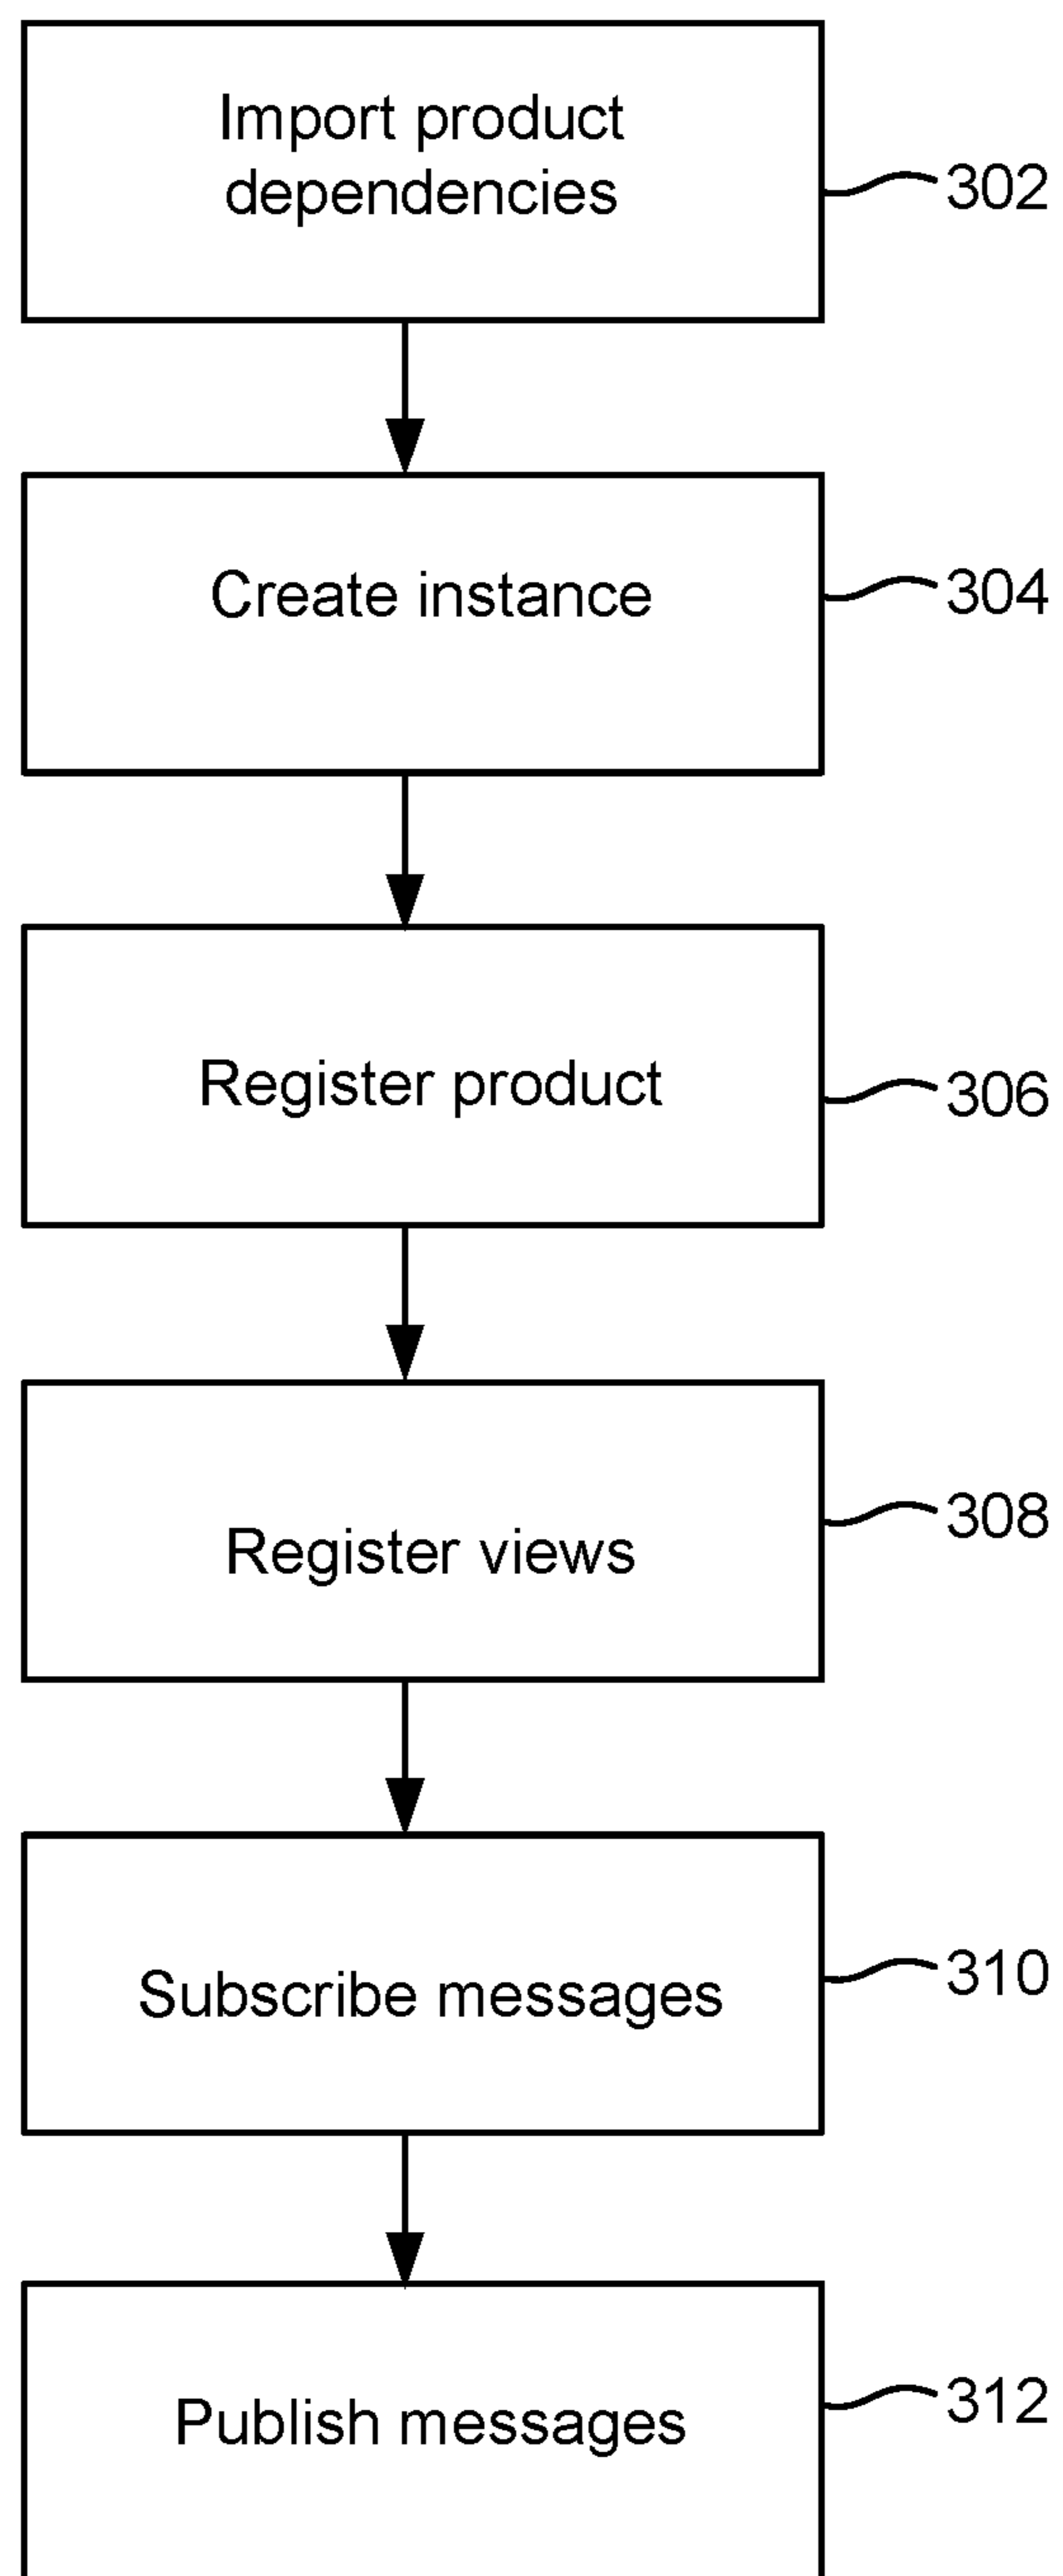 Import product
dependencies
302
Create instance
304
Register product
306
Register views
308
Subscribe messages
310
Publish messages
312